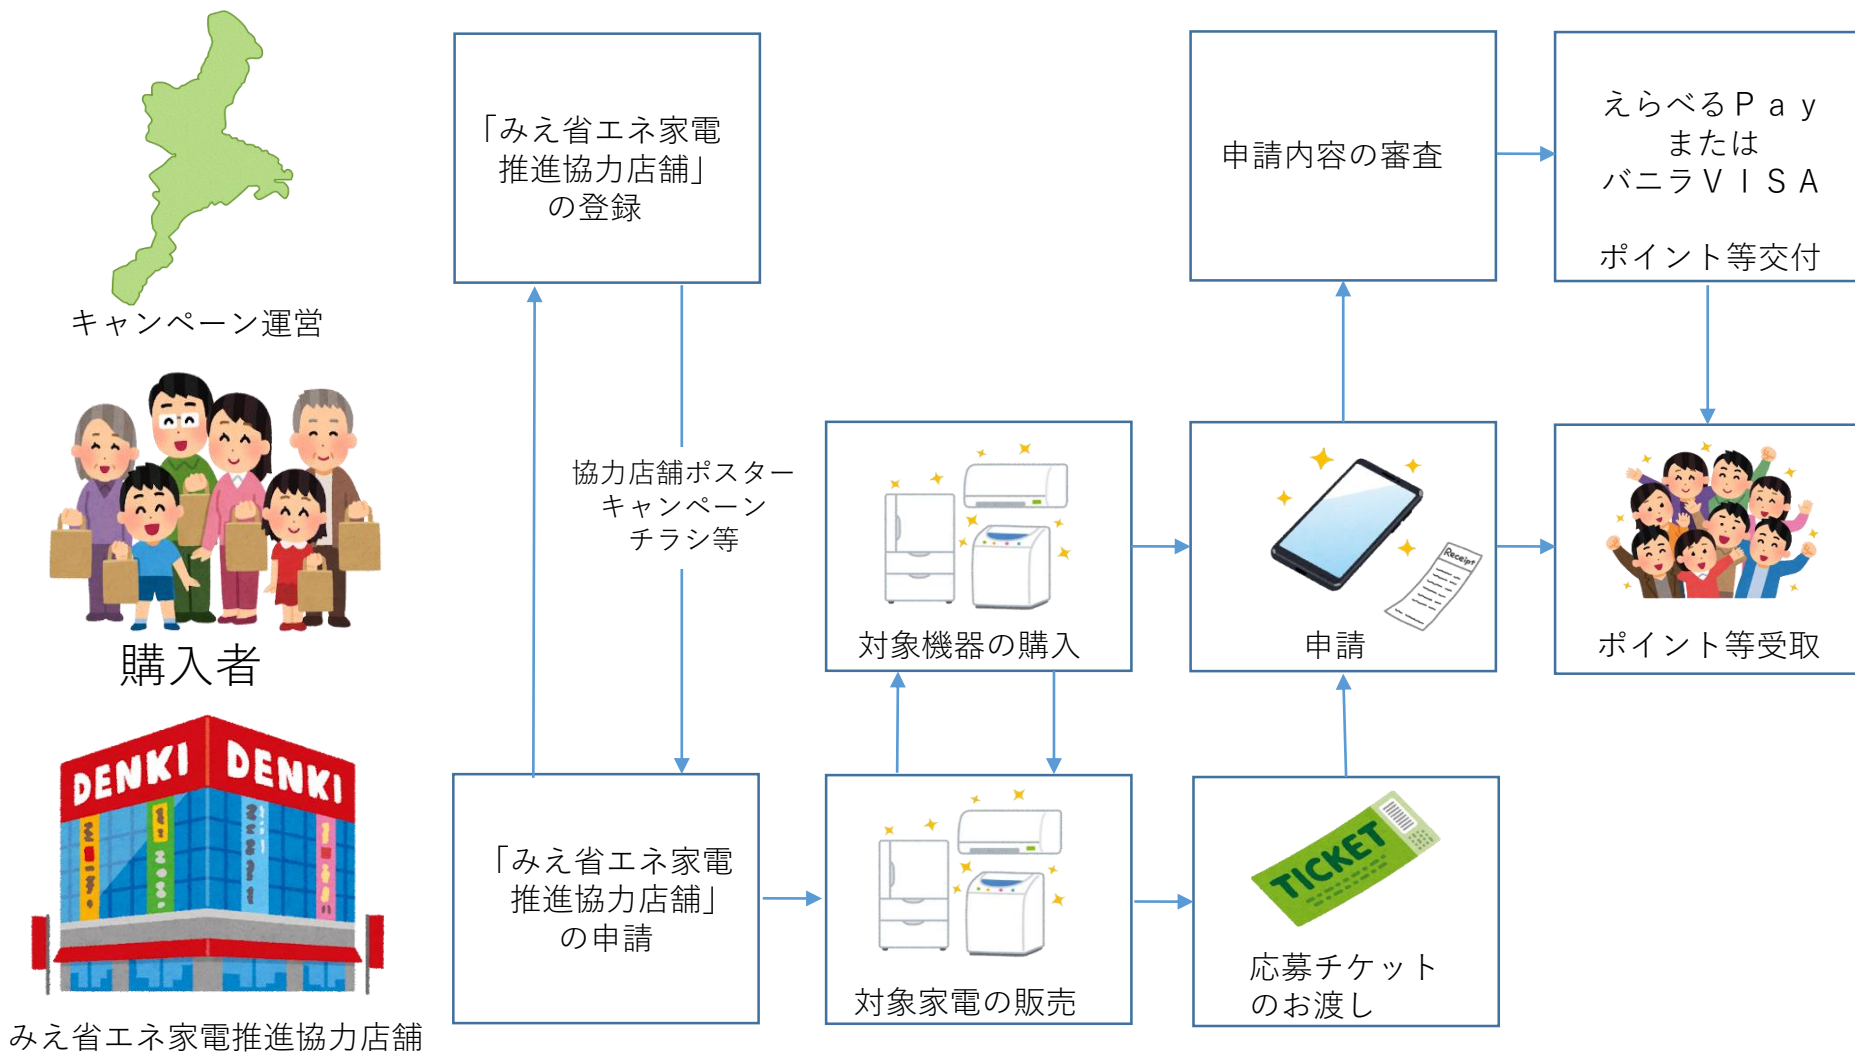 キャンペーン運営
「みえ省エネ家電
推進協力店舗」
の登録
申請内容の審査
えらべるＰａｙ
または
バニラＶＩＳＡ
ポイント等交付
購入者
協力店舗ポスター
キャンペーン
チラシ等
対象機器の購入
Receipt
申請
ポイント等受取
DENKI DENKI
みえ省エネ家電推進協力店舗
「みえ省エネ家電
推進協力店舗」
の申請
対象家電の販売
TICKET
応募チケット
のお渡し